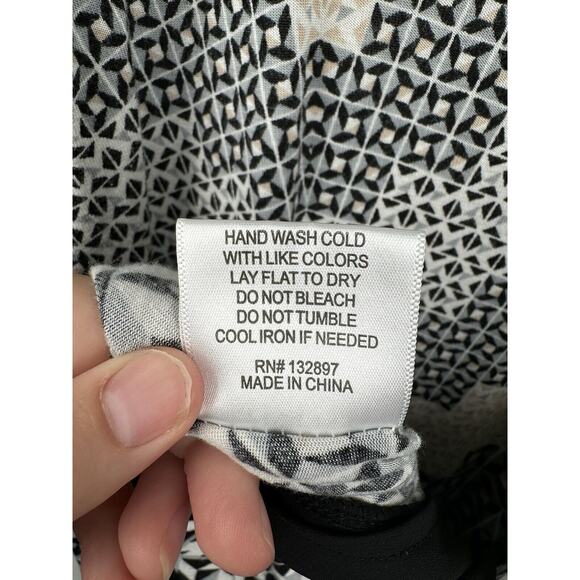 HAND WASH COLD
WITH LIKE COLORS
LAY FLAT TO DRY
DO NOT BLEACH
DO NOT TUMBLE
COOL IRON IF NEEDED
RN# 132897
MADE IN CHINA